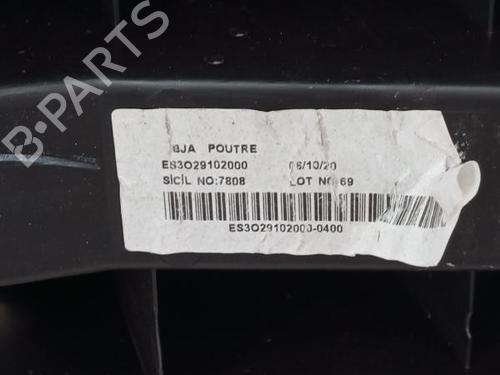 B-PARTS
BJA POUTRE
ES3O29102000 06/10/20
SİCİL NO:7808 LOT NO:69
ES3O29102000-0400